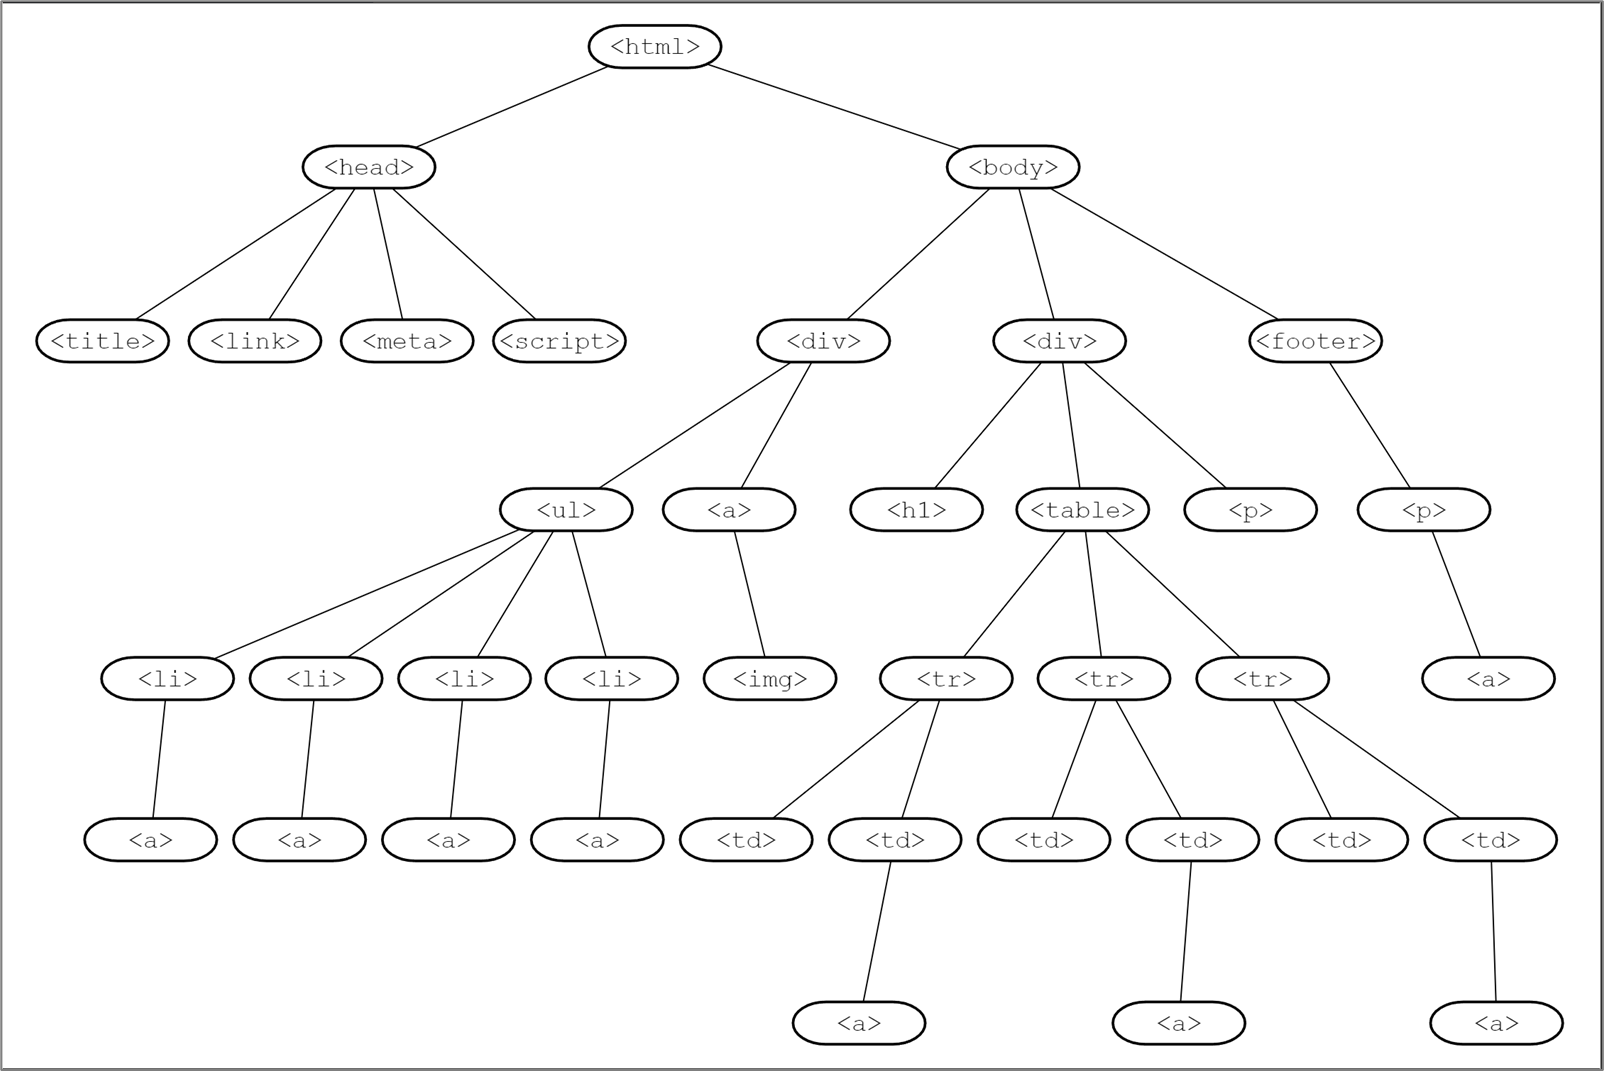 <html>
<head> <body>
<title> <link> <meta> <script> <div> <div> <footer>
<ul> <a> <h1> <table> <p> <p>
<li> <li> <li> <li> <img> <tr> <tr> <tr> <a>
<a> <a> <a> <a> <td> <td> <td> <td> <td> <td>
<a> <a> <a>